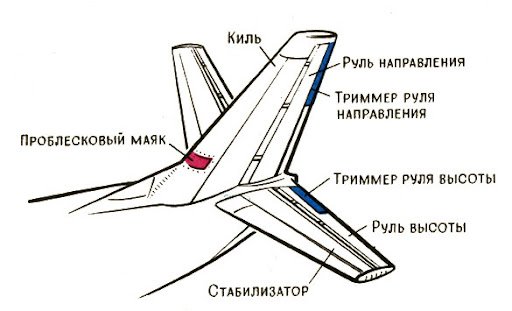 Киль
Руль направления
Триммер руля
направления
Проблесковый маяк
Триммер руля высоты
Руль высоты
Стабилизатор